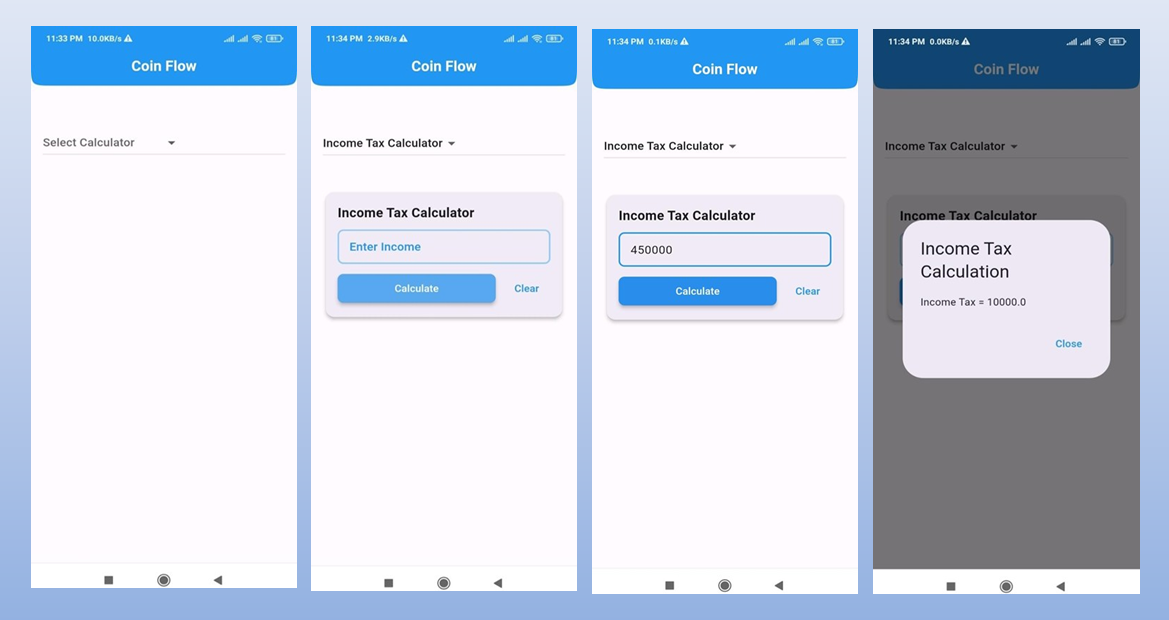 11:33 PM 10.0KB/s
Coin Flow
Select Calculator
11:34 PM 2.9KB/s
Coin Flow
Income Tax Calculator
Income Tax Calculator
Enter Income
Calculate
Clear
11:34 PM 0.1KB/s
Coin Flow
Income Tax Calculator
Income Tax Calculator
450000
Calculate
Clear
11:34 PM 0.0KB/s
Coin Flow
Income Tax Calculator
Income Tax Calculator
Income Tax
Calculation
Income Tax = 10000.0
Close